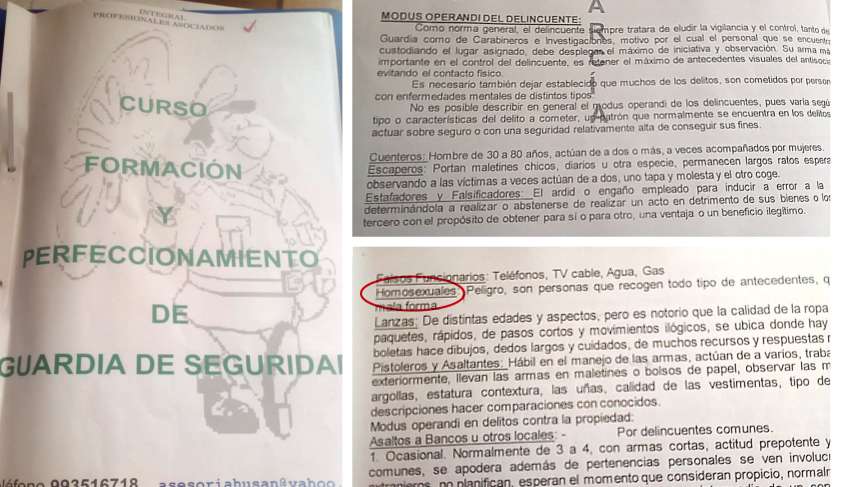 INTEGRAL
PROFESIONALES ASOCIADOS
CURSO
FORMACIÓN
Y
PERFECCIONAMIENTO
DE
GUARDIA DE SEGURIDAD
993516718 asesoriahusan@yahoo.
MODUS OPERANDI DEL DELINCUENTE:
Como norma general, el delincuente siempre tratara de eludir la vigilancia y el control, tanto de
Guardia como de Carabineros e Investigaciones, motivo por el cual el personal que se encuentra
custodiando el lugar asignado, debe desplegar el máximo de iniciativa y observación. Su arma má
importante en el control del delincuente, es retener el máximo de antecedentes visuales del antisocia
evitando el contacto físico.
Es necesario también dejar establecido que muchos de los delitos, son cometidos por person
con enfermedades mentales de distintos tipos.
No es posible describir en general el modus operandi de los delincuentes, pues varía segú
tipo o características del delito a cometer, un patrón que normalmente se encuentra en los delitos
actuar sobre seguro o con una seguridad relativamente alta de conseguir sus fines.
Cuenteros: Hombre de 30 a 80 años, actúan de a dos o más, a veces acompañados por mujeres.
Escaperos: Portan maletines chicos, diarios u otra especie, permanecen largos ratos espera
observando a las víctimas a veces actúan de a dos, uno tapa y molesta y el otro coge.
Estafadores y Falsificadores: El ardid o engaño empleado para inducir a error a la
determinándola a realizar o abstenerse de realizar un acto en detrimento de sus bienes o los
tercero con el propósito de obtener para sí o para otro, una ventaja o un beneficio ilegítimo.
ARCÍA
Falsos Funcionarios: Teléfonos, TV cable, Agua, Gas
Homosexuales: Peligro, son personas que recogen todo tipo de antecedentes, q
mala forma.
Lanzas: De distintas edades y aspectos, pero es notorio que la calidad de la ropa
paquetes, rápidos, de pasos cortos y movimientos ilógicos, se ubica donde hay
boletas hace dibujos, dedos largos y cuidados, de muchos recursos y respuestas
Pistoleros y Asaltantes: Hábil en el manejo de las armas, actúan de a varios, traba
exteriormente, llevan las armas en maletines o bolsos de papel, observar las m
argollas, estatura contextura, las uñas, calidad de las vestimentas, tipo de
descripciones hacer comparaciones con conocidos.
Modus operandi en delitos contra la propiedad:
Asaltos a Bancos u otros locales: - Por delincuentes comunes.
1. Ocasional. Normalmente de 3 a 4, con armas cortas, actitud prepotente y
comunes, se apodera además de pertenencias personales se ven involuc
no planifican, esperan el momento que consideran propicio, normalr